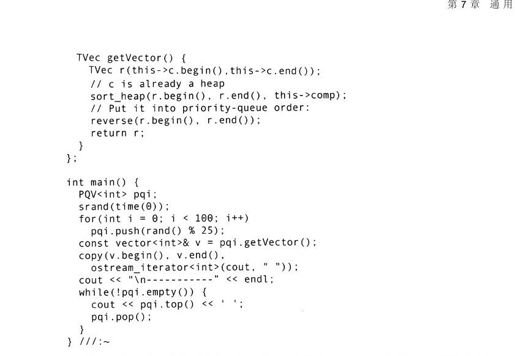 第 7 章 通 用
TVec getVector() {
TVec r(this->c.begin(),this->c.end());
// c is already a heap
sort_heap(r.begin(), r.end(), this->comp);
// Put it into priority-queue order:
reverse(r.begin(), r.end());
return r;
}
};
int main() {
PQV<int> pqi;
srand(time(0));
for(int i = 0; i < 100; i++)
pqi.push(rand() % 25);
const vector<int>& v = pqi.getVector();
copy(v.begin(), v.end(),
ostream_iterator<int>(cout, " "));
cout << "\n-----------" << endl;
while(!pqi.empty()) {
cout << pqi.top() << ' ';
pqi.pop();
}
} ///:~